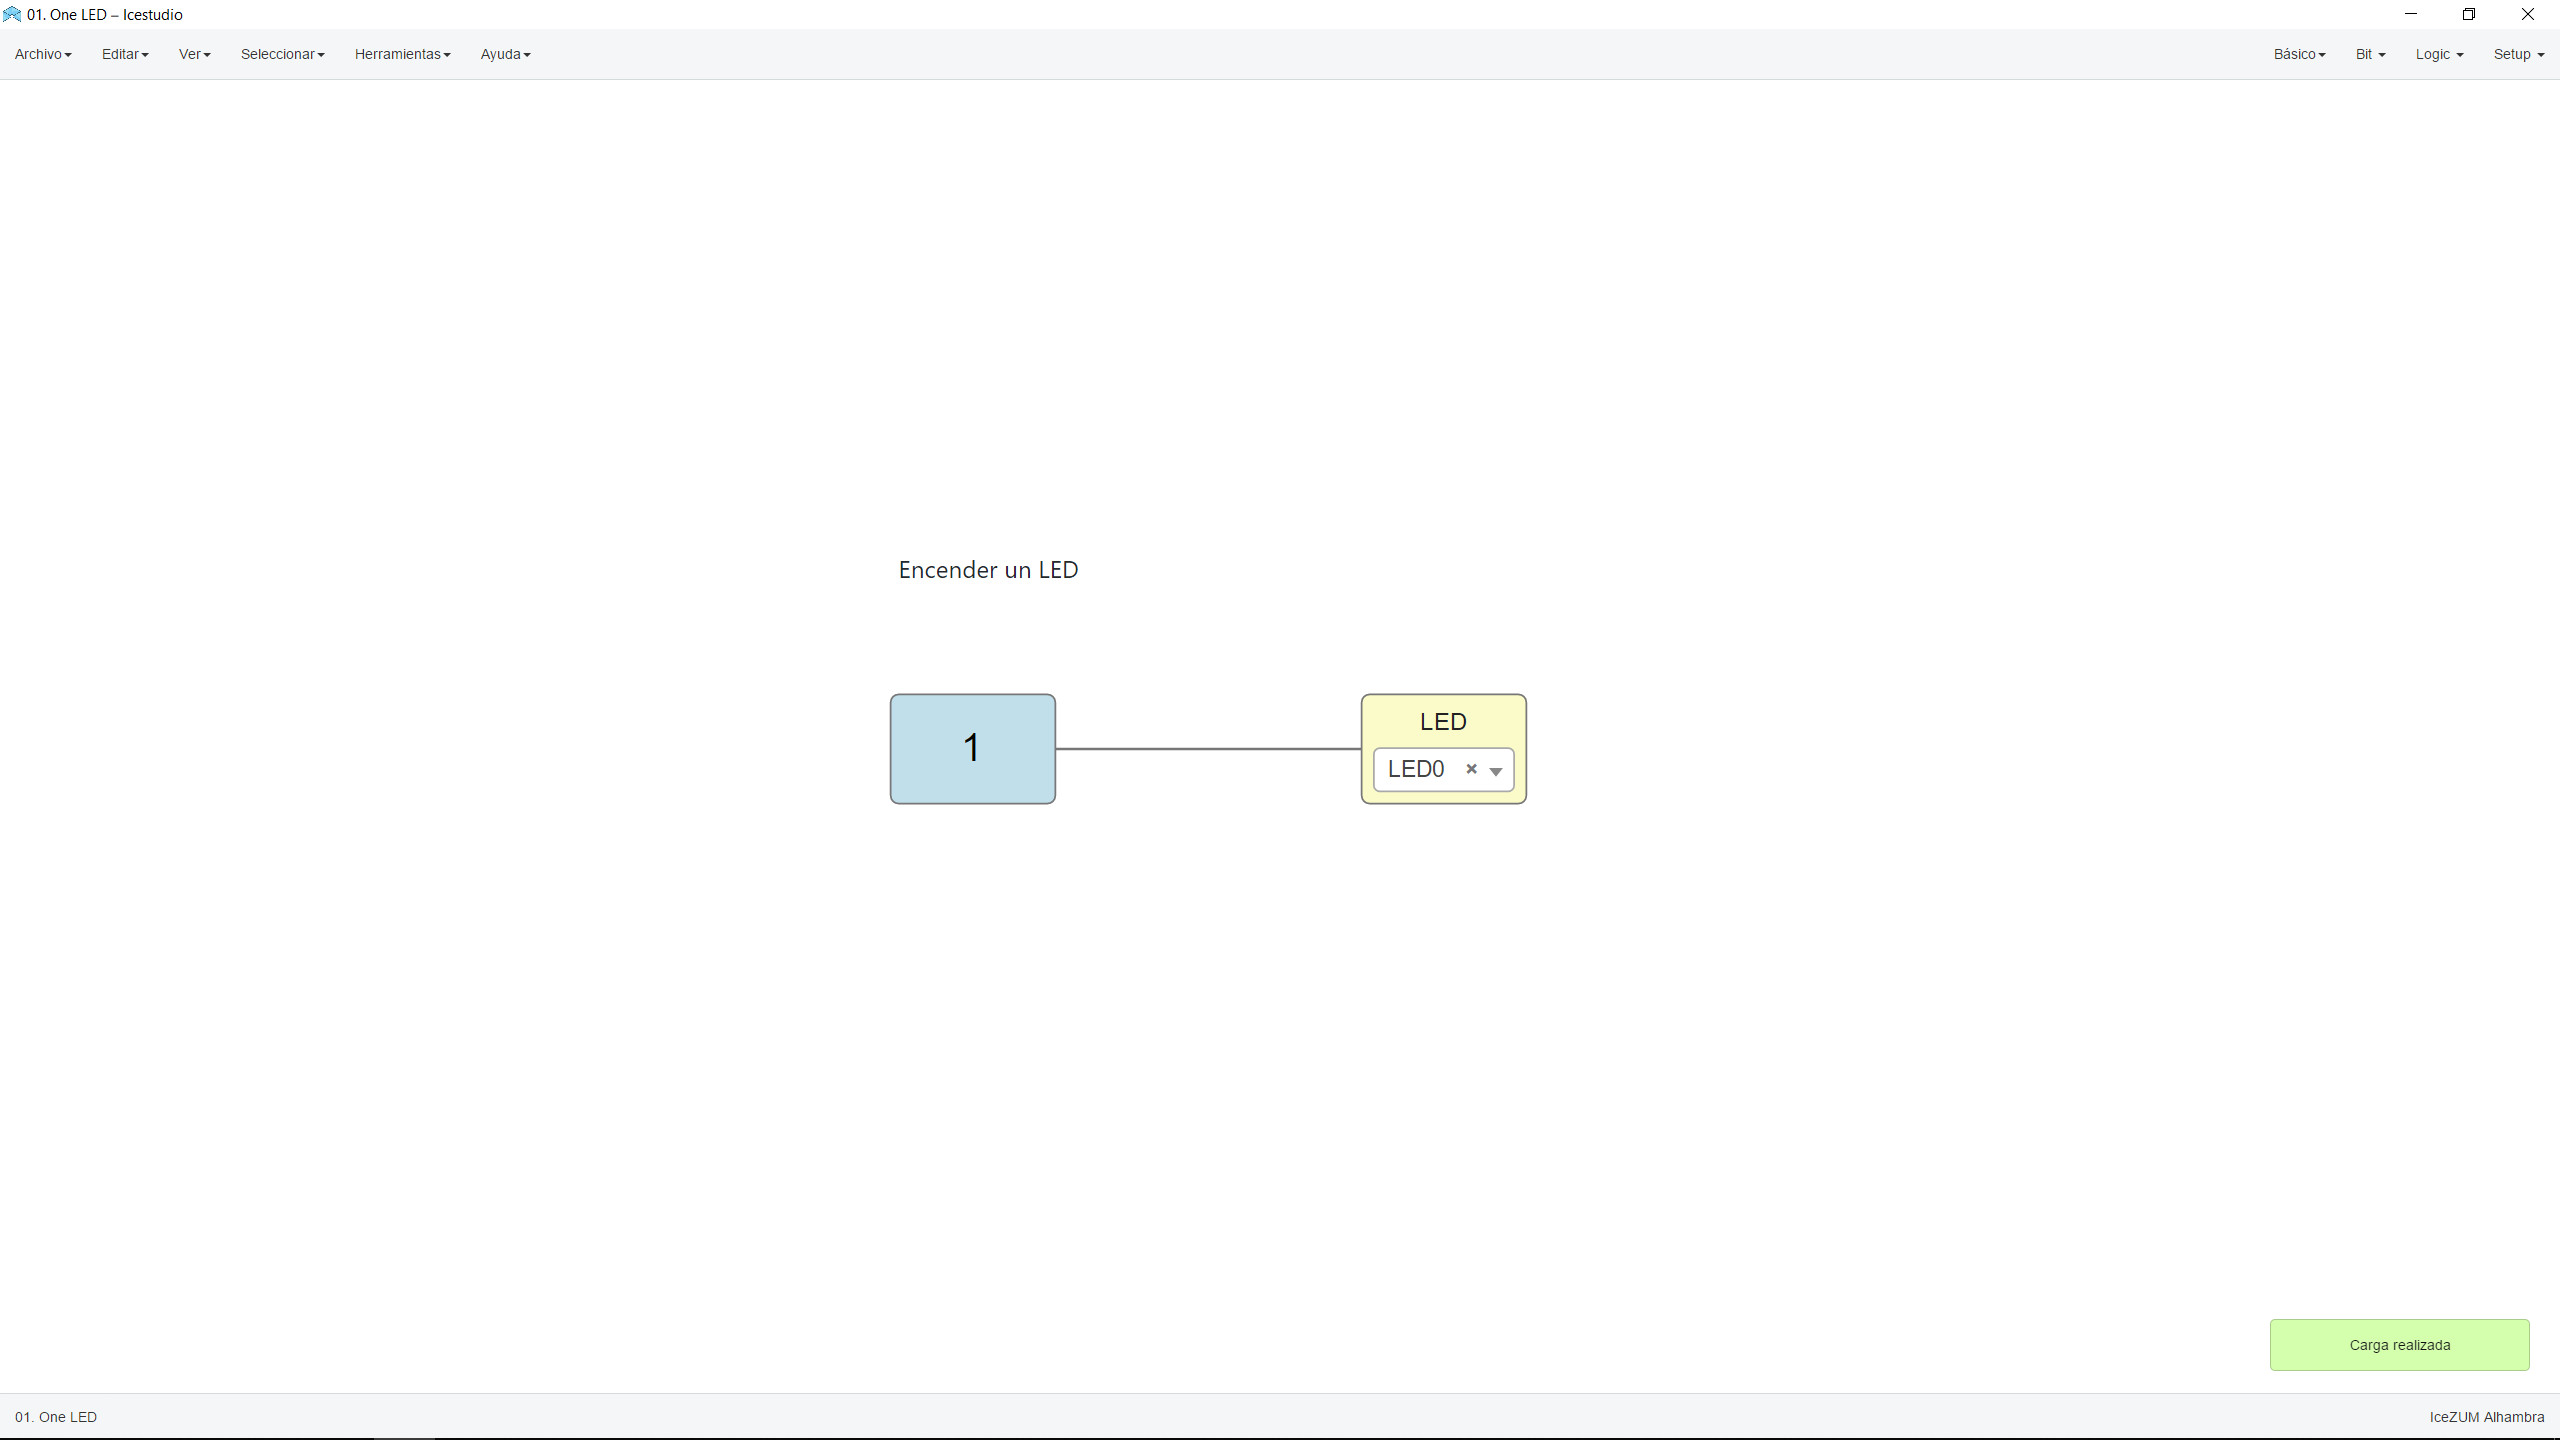 01. One LED – Icestudio
Archivo Editar Ver Seleccionar Herramientas Ayuda Básico Bit Logic Setup
Encender un LED
1
LED
LED0
Carga realizada
01. One LED IceZUM Alhambra